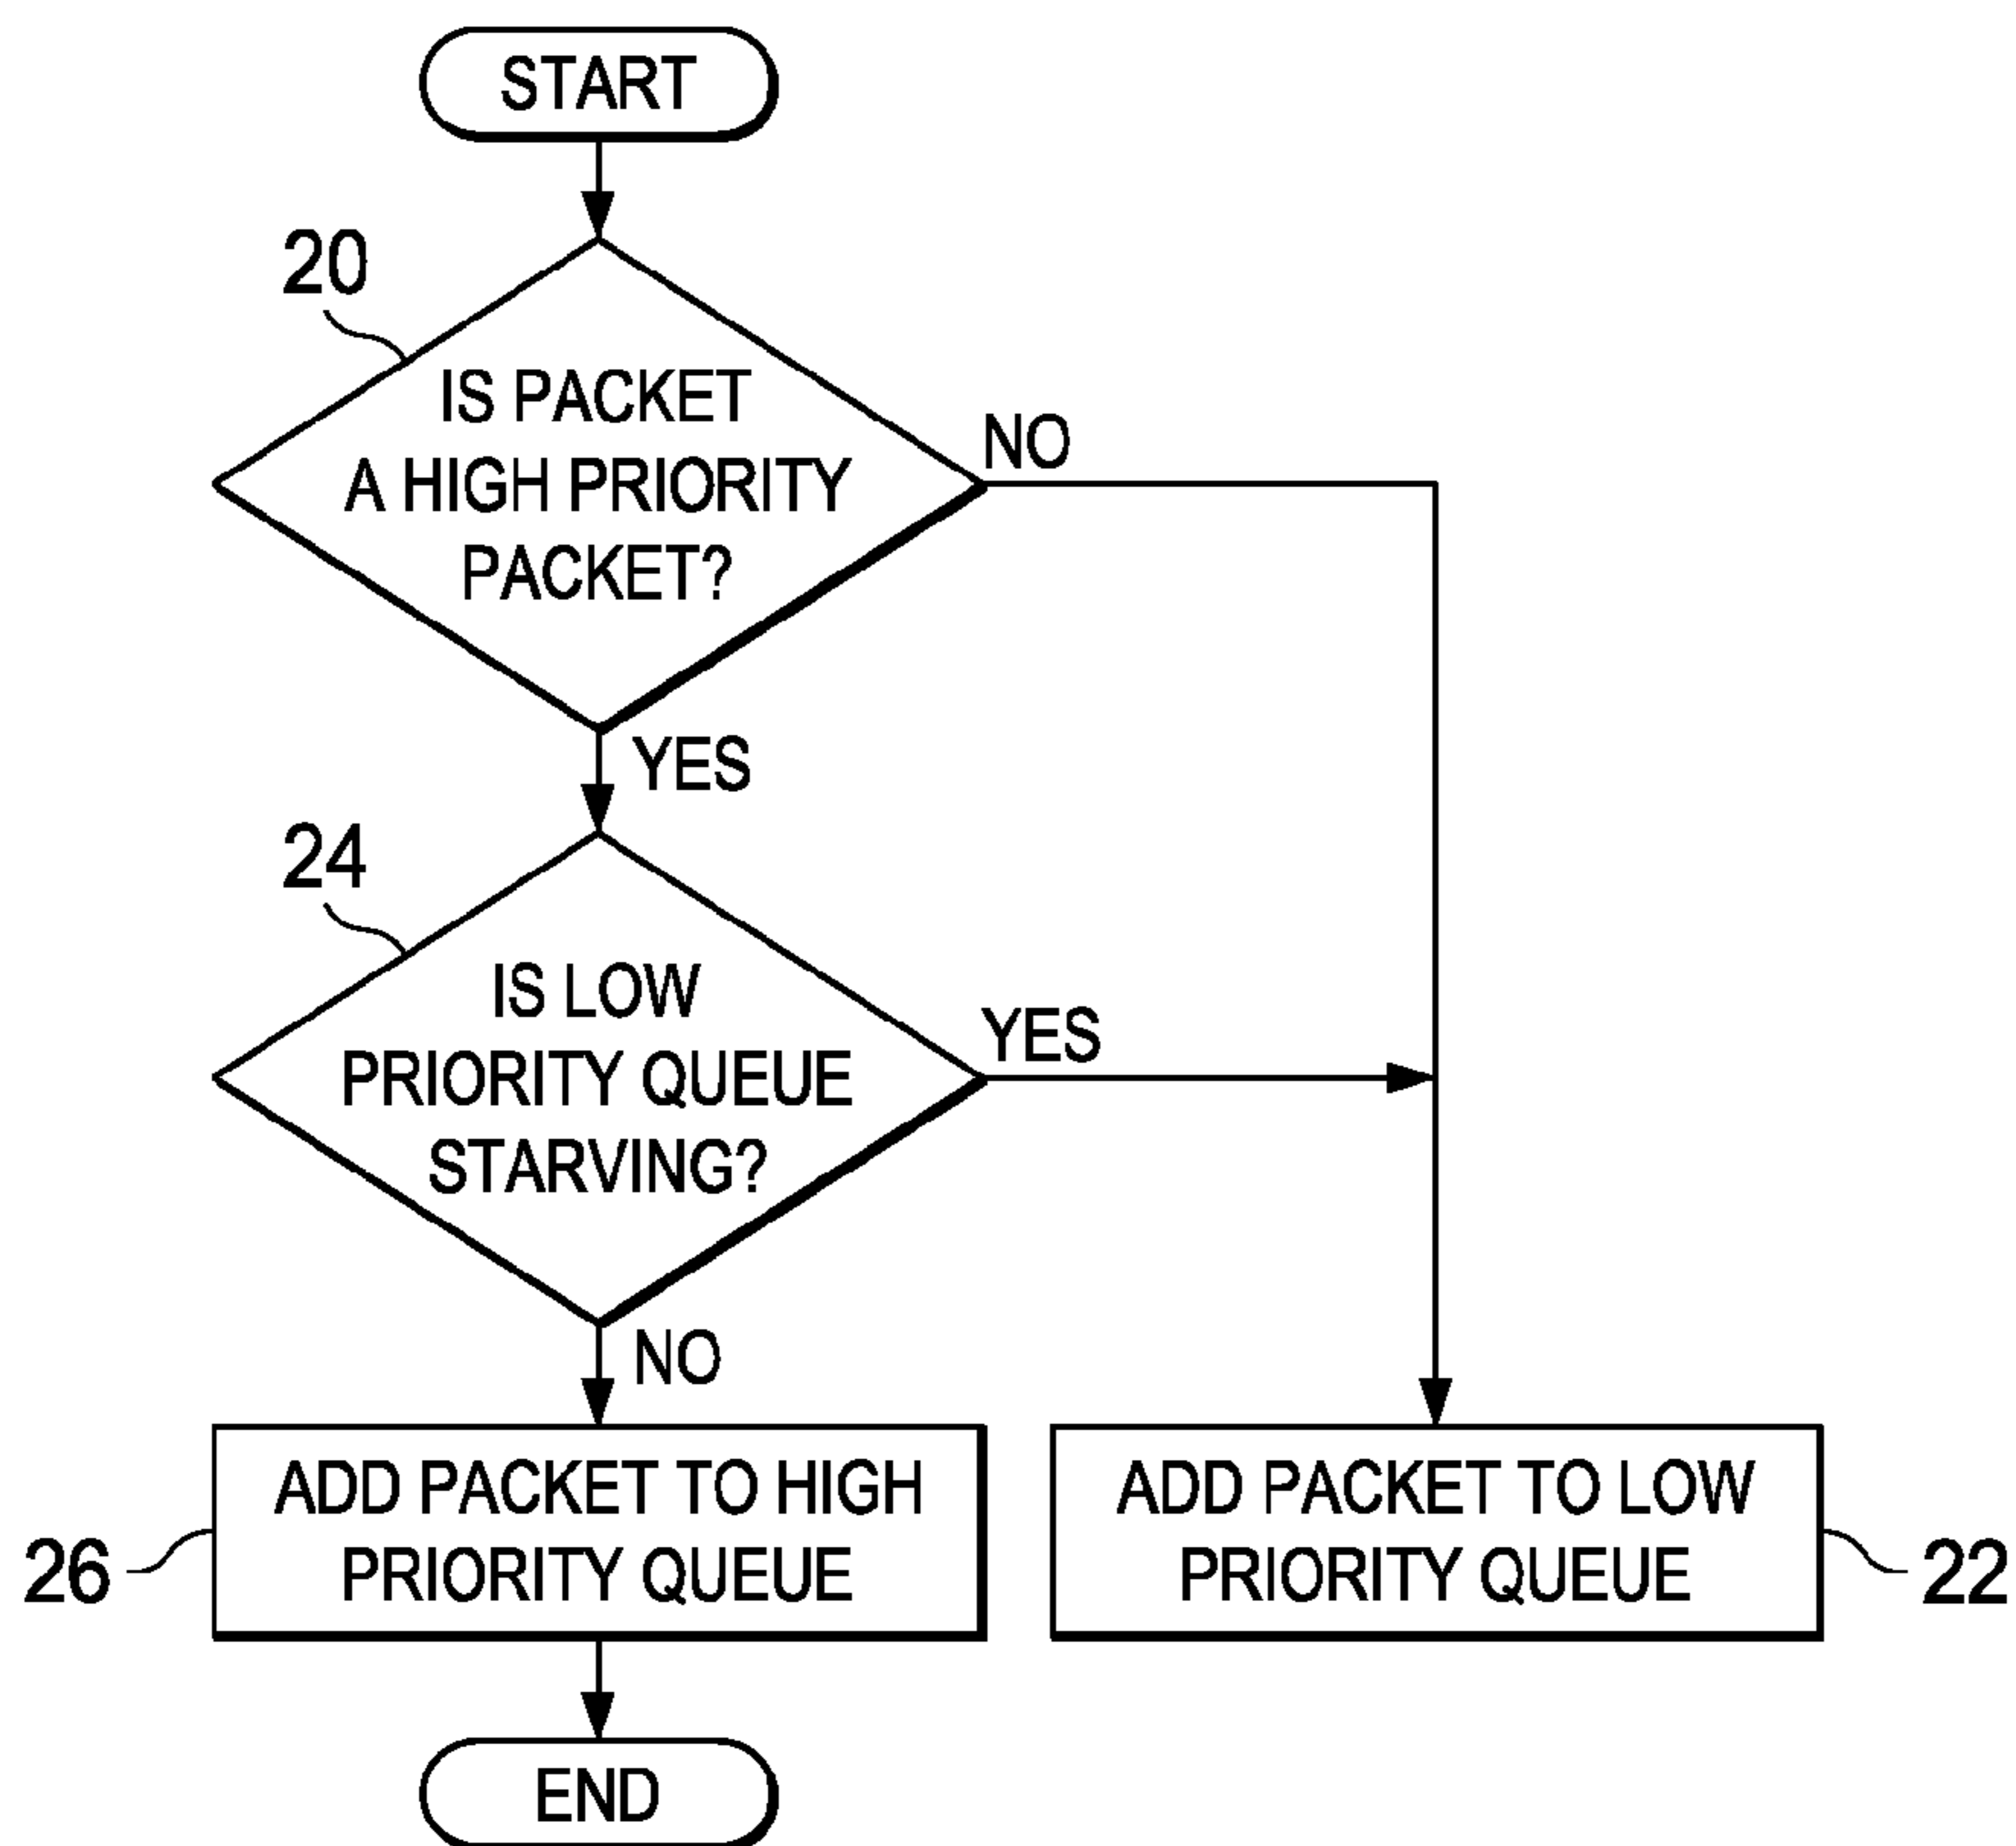 START
20
IS PACKET
A HIGH PRIORITY
PACKET?
NO
YES
24
IS LOW
PRIORITY QUEUE
STARVING?
YES
NO
26
ADD PACKET TO HIGH
PRIORITY QUEUE
ADD PACKET TO LOW
PRIORITY QUEUE
22
END